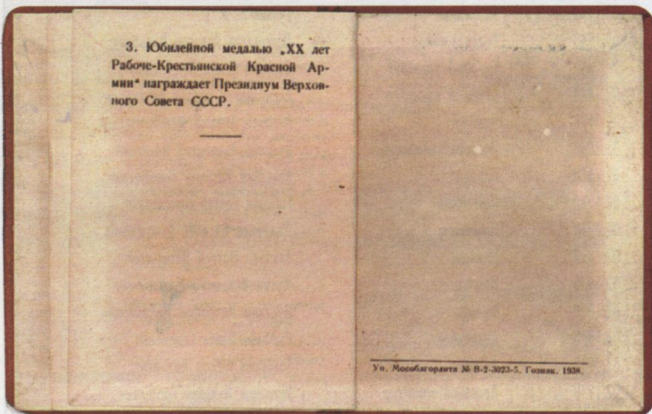 3. Юбилейной медалью „XX лет
Рабоче-Крестьянской Красной Ар-
мии“ награждает Президиум Верхов-
ного Совета СССР.
Уп. Мособлгорлита № В-2-3023-5. Гознак. 1938.